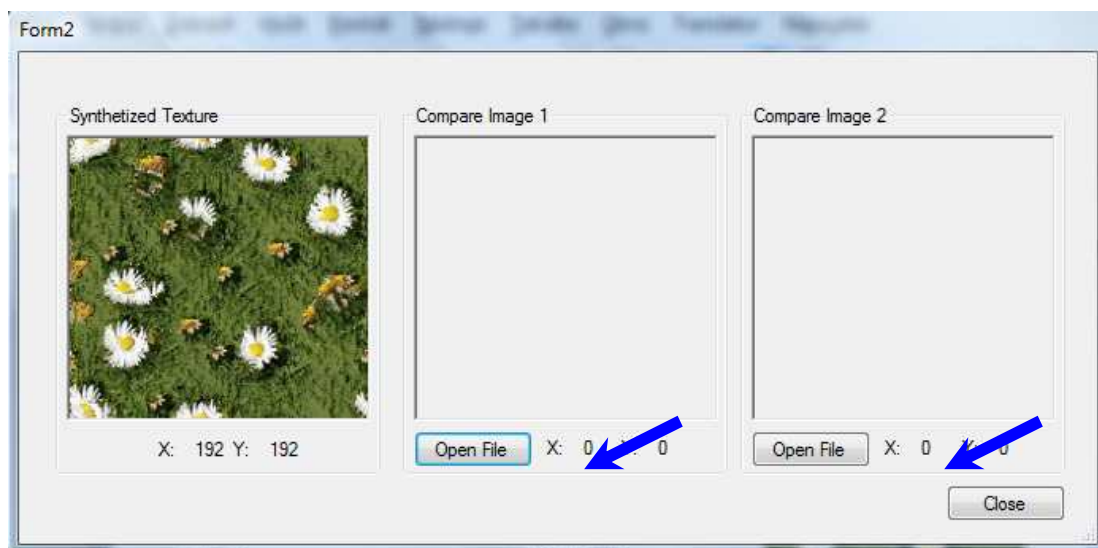 Form2
Synthetized Texture
Compare Image 1
Compare Image 2
X: 192 Y: 192
Open File X: 0 Y: 0
Open File X: 0 Y: 0
Close